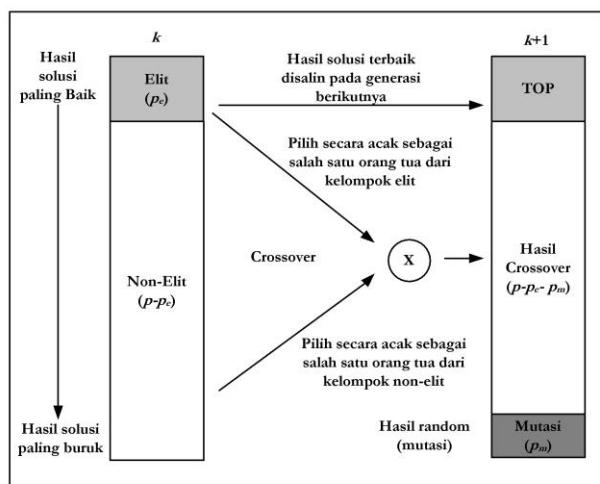 k
k+1
Hasil
solusi
paling Baik
Elit
(pe)
Hasil solusi terbaik
disalin pada generasi
berikutnya
TOP
Pilih secara acak sebagai
salah satu orang tua dari
kelompok elit
Non-Elit
(p-pe)
Crossover
X
Hasil
Crossover
(p-pe- pm)
Pilih secara acak sebagai
salah satu orang tua dari
kelompok non-elit
Hasil solusi
paling buruk
Hasil random
(mutasi)
Mutasi
(pm)